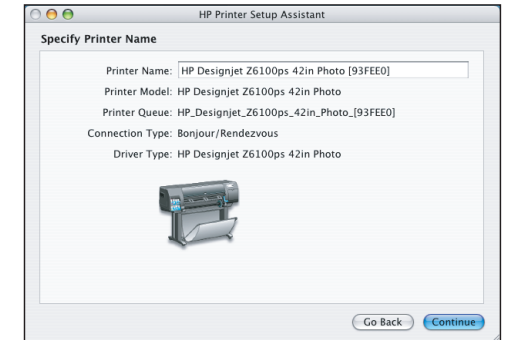 HP Printer Setup Assistant
Specify Printer Name
Printer Name: HP Designjet Z6100ps 42in Photo [93FEE0]
Printer Model: HP Designjet Z6100ps 42in Photo
Printer Queue: HP_Designjet_Z6100ps_42in_Photo_[93FEE0]
Connection Type: Bonjour/Rendezvous
Driver Type: HP Designjet Z6100ps 42in Photo
Go Back Continue